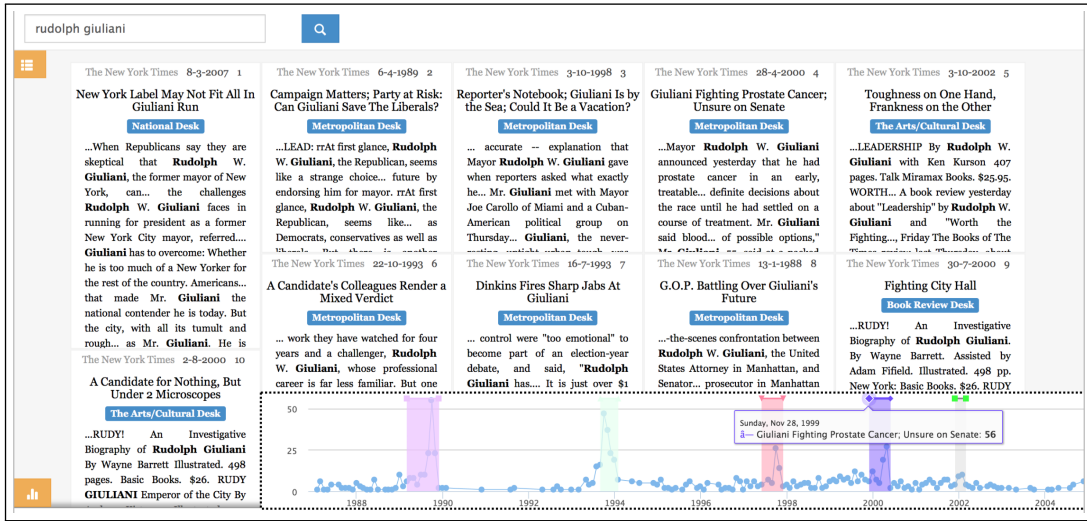 rudolph giuliani
The New York Times 8-3-2007 1
New York Label May Not Fit All In
Giuliani Run
National Desk
...When Republicans say they are
skeptical that Rudolph W.
Giuliani, the former mayor of New
York, can... the challenges
Rudolph W. Giuliani faces in
running for president as a former
New York City mayor, referred....
Giuliani has to overcome: Whether
he is too much of a New Yorker for
the rest of the country. Americans...
that made Mr. Giuliani the
national contender he is today. But
the city, with all its tumult and
rough... as Mr. Giuliani. He is
The New York Times 6-4-1989 2
Campaign Matters; Party at Risk:
Can Giuliani Save The Liberals?
Metropolitan Desk
...LEAD: rrAt first glance, Rudolph
W. Giuliani, the Republican, seems
like a strange choice... future by
endorsing him for mayor. rrAt first
glance, Rudolph W. Giuliani, the
Republican, seems like... as
Democrats, conservatives as well as
The New York Times 3-10-1998 3
Reporter's Notebook; Giuliani Is by
the Sea; Could It Be a Vacation?
Metropolitan Desk
... accurate -- explanation that
Mayor Rudolph W. Giuliani gave
when reporters asked what exactly
he... Mr. Giuliani met with Mayor
Joe Carollo of Miami and a Cuban-
American political group on
Thursday... Giuliani, the never-
The New York Times 28-4-2000 4
Giuliani Fighting Prostate Cancer;
Unsure on Senate
Metropolitan Desk
...Mayor Rudolph W. Giuliani
announced yesterday that he had
prostate cancer in an early,
treatable... definite decisions about
the race until he had settled on a
course of treatment. Mr. Giuliani
said blood... of possible options,"
The New York Times 3-10-2002 5
Toughness on One Hand,
Frankness on the Other
The Arts/Cultural Desk
...LEADERSHIP By Rudolph W.
Giuliani with Ken Kurson 407
pages. Talk Miramax Books. $25.95.
WORTH... A book review yesterday
about "Leadership" by Rudolph W.
Giuliani and "Worth the
Fighting..., Friday The Books of The
The New York Times 22-10-1993 6
A Candidate's Colleagues Render a
Mixed Verdict
Metropolitan Desk
... work they have watched for four
years and a challenger, Rudolph
W. Giuliani, whose professional
career is far less familiar. But one
The New York Times 16-7-1993 7
Dinkins Fires Sharp Jabs At
Giuliani
Metropolitan Desk
... control were "too emotional" to
become part of an election-year
debate, and said, "Rudolph
Giuliani has.... It is just over $1
The New York Times 13-1-1988 8
G.O.P. Battling Over Giuliani's
Future
Metropolitan Desk
...-the-scenes confrontation between
Rudolph W. Giuliani, the United
States Attorney in Manhattan, and
Senator... prosecutor in Manhattan
The New York Times 30-7-2000 9
Fighting City Hall
Book Review Desk
...RUDY! An Investigative
Biography of Rudolph Giuliani.
By Wayne Barrett. Assisted by
Adam Fifield. Illustrated. 498 pp.
New York: Basic Books. $26. RUDY
The New York Times 2-8-2000 10
A Candidate for Nothing, But
Under 2 Microscopes
The Arts/Cultural Desk
...RUDY! An Investigative
Biography of Rudolph Giuliani
By Wayne Barrett Illustrated. 498
pages. Basic Books. $26. RUDY
GIULIANI Emperor of the City By
50
25
0
Sunday, Nov 28, 1999
â— Giuliani Fighting Prostate Cancer; Unsure on Senate: 56
1988 1990 1992 1994 1996 1998 2000 2002 2004